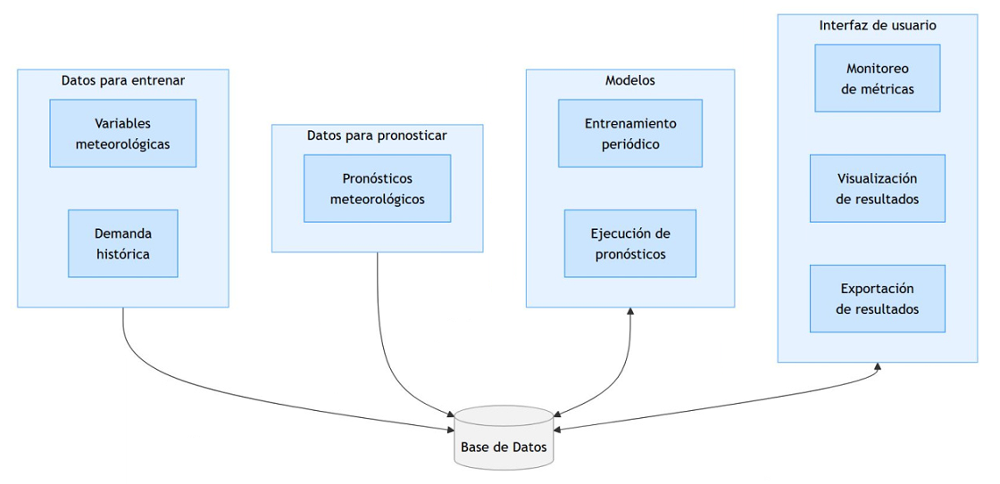 Datos para entrenar
Variables
meteorológicas
Demanda
histórica
Datos para pronosticar
Pronósticos
meteorológicos
Modelos
Entrenamiento
periódico
Ejecución de
pronósticos
Interfaz de usuario
Monitoreo
de métricas
Visualización
de resultados
Exportación
de resultados
Base de Datos